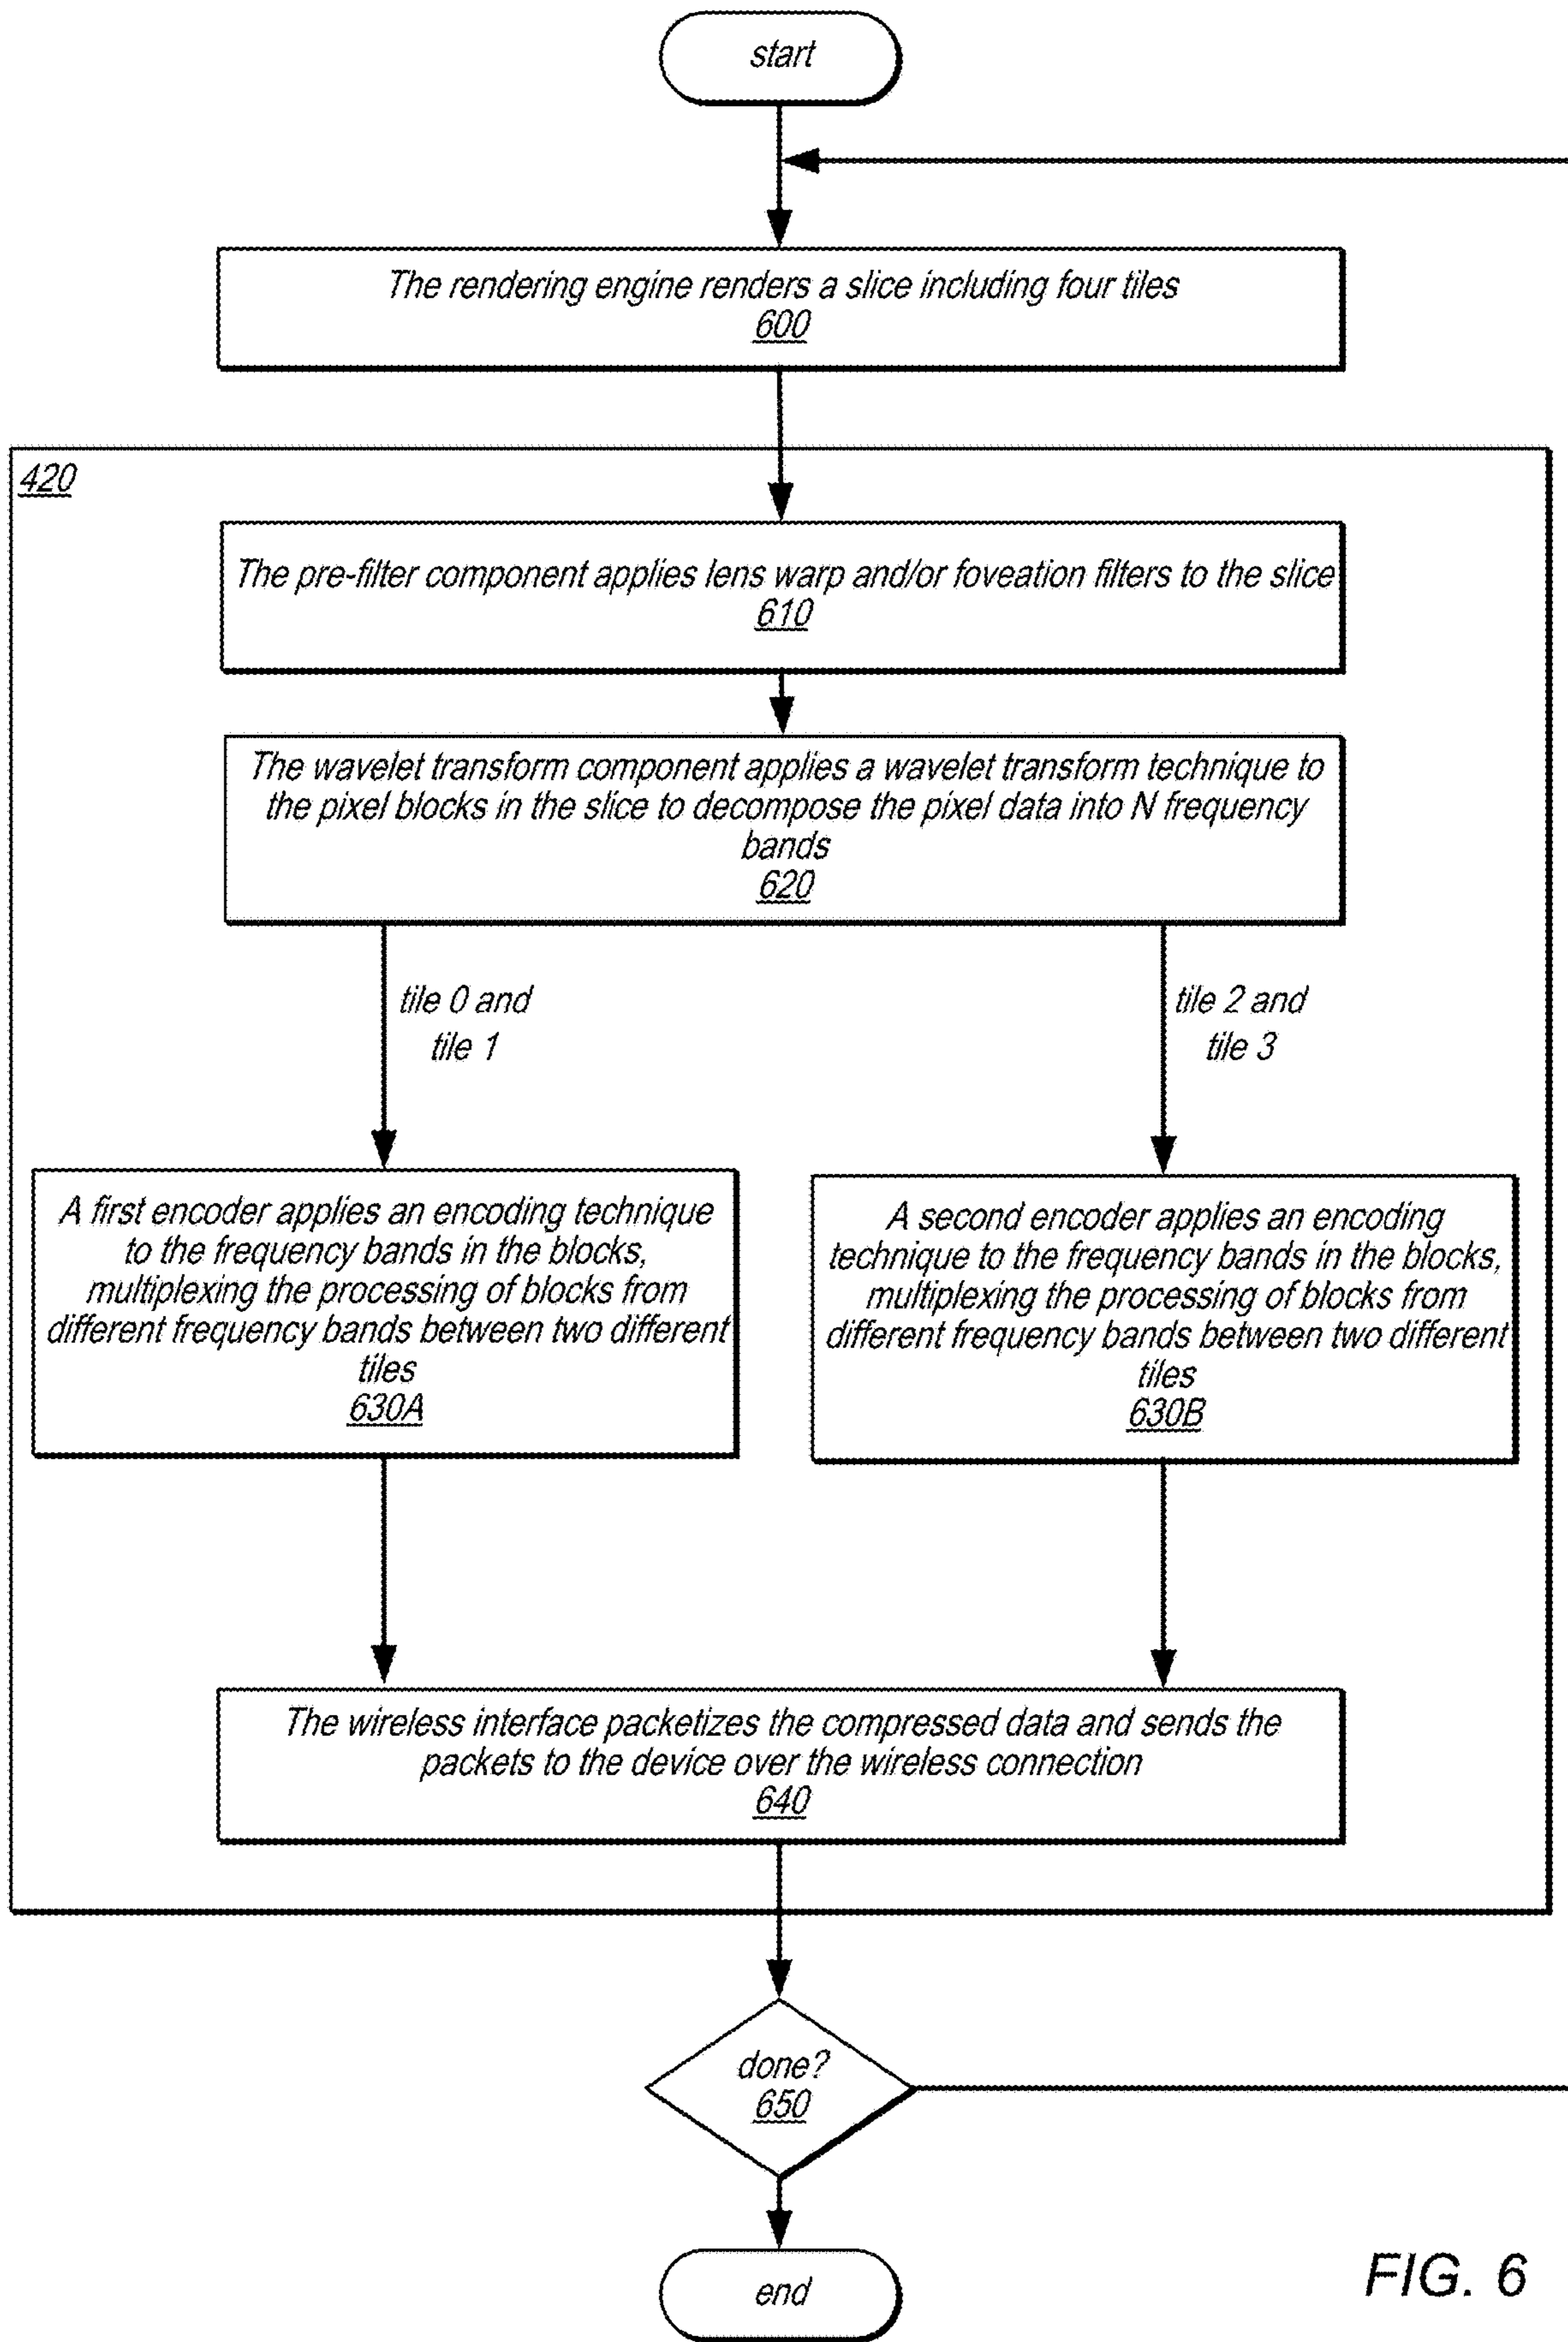 start
The rendering engine renders a slice including four tiles
600
420
The pre-filter component applies lens warp and/or foveation filters to the slice
610
The wavelet transform component applies a wavelet transform technique to
the pixel blocks in the slice to decompose the pixel data into N frequency
bands
620
tile 0 and
tile 1
tile 2 and
tile 3
A first encoder applies an encoding technique
to the frequency bands in the blocks,
multiplexing the processing of blocks from
different frequency bands between two different
tiles
630A
A second encoder applies an encoding
technique to the frequency bands in the blocks,
multiplexing the processing of blocks from
different frequency bands between two different
tiles
630B
The wireless interface packetizes the compressed data and sends the
packets to the device over the wireless connection
640
done?
650
end
FIG. 6